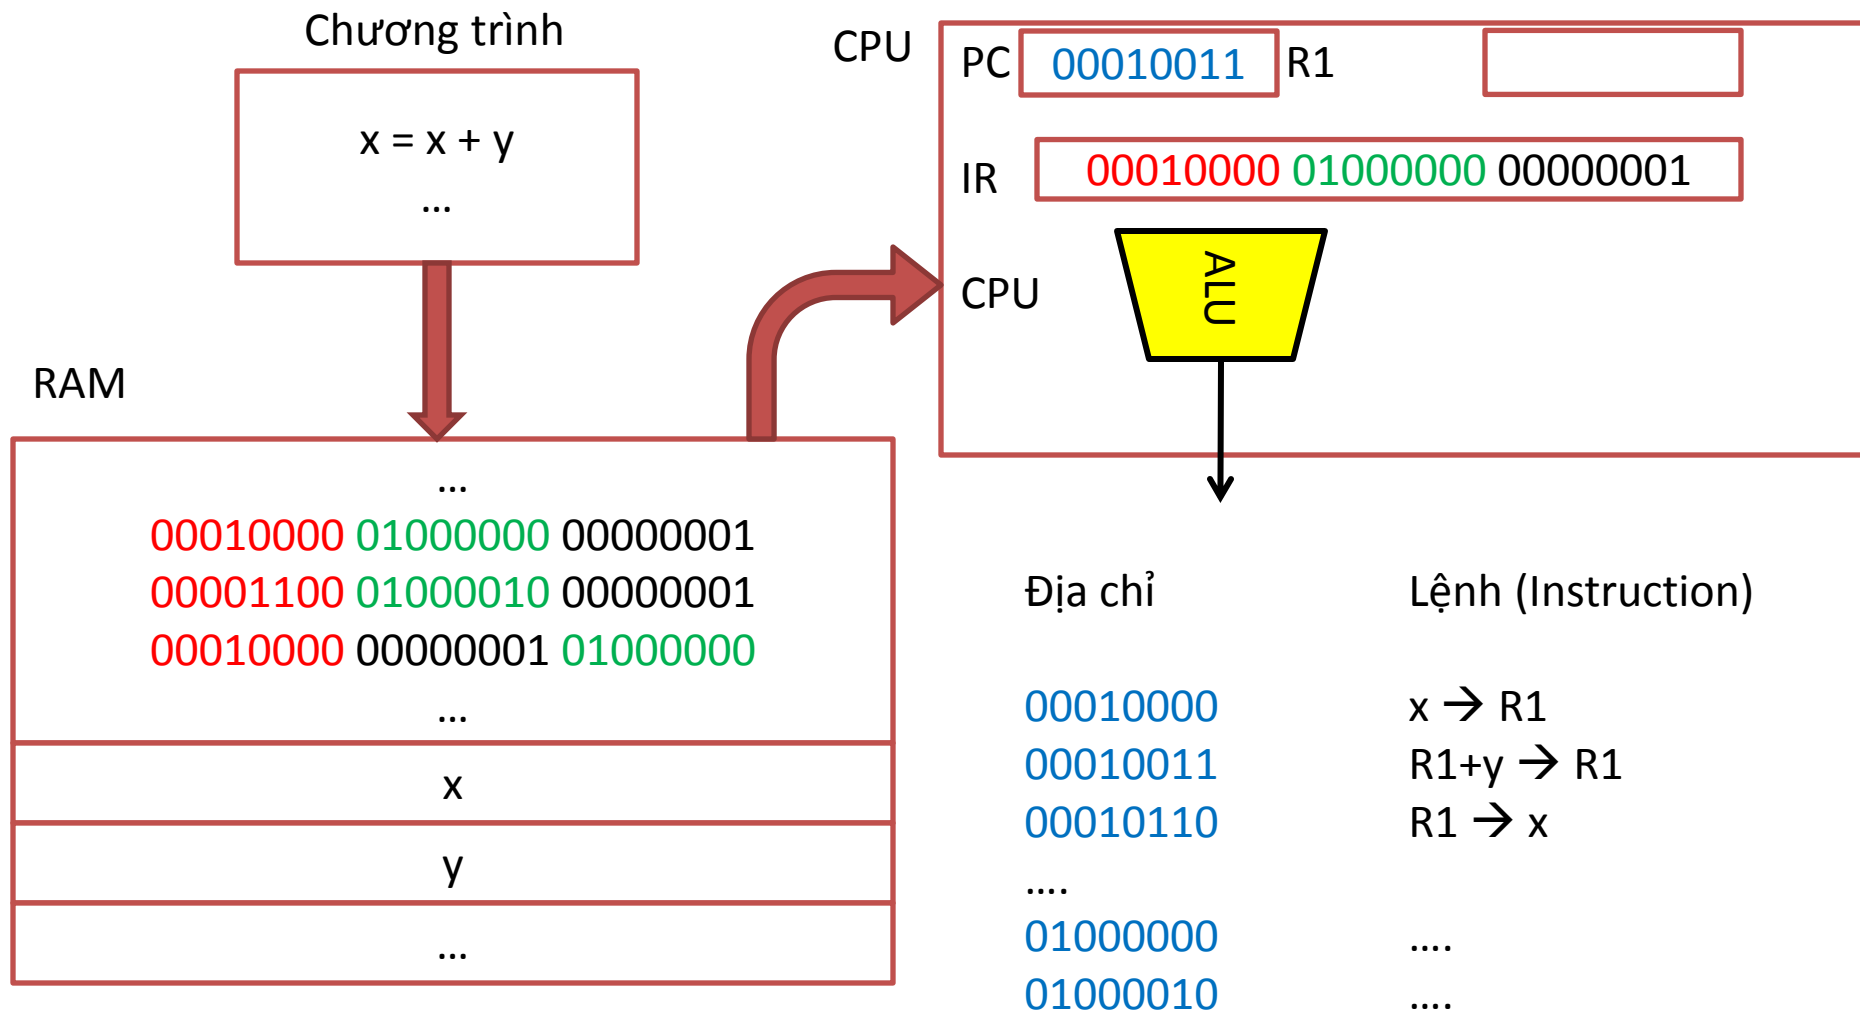 Chương trình
x = x + y
...
RAM
...
00010000 01000000 00000001
00001100 01000010 00000001
00010000 00000001 01000000
...
x
y
...
CPU
PC 00010011 R1
IR 00010000 01000000 00000001
CPU
ALU
Địa chỉ Lệnh (Instruction)
00010000 x → R1
00010011 R1+y → R1
00010110 R1 → x
....
01000000 ....
01000010 ....